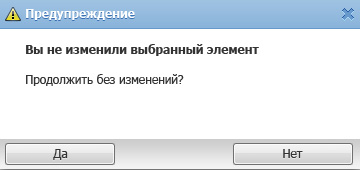 Предупреждение
Вы не изменили выбранный элемент
Продолжить без изменений?
Да Нет